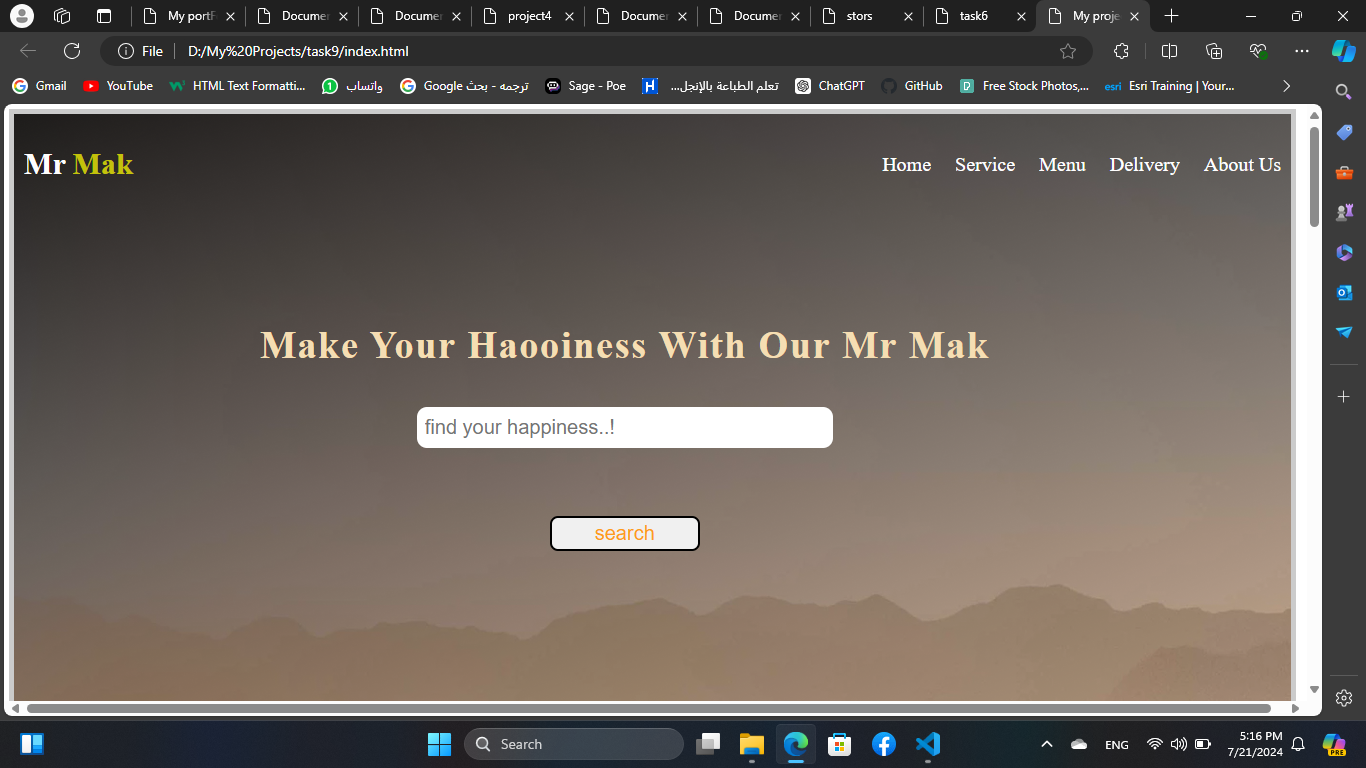 My portF
Documen
Documen
project4
Documen
Documen
stors
task6
My proje
File
D:/My%20Projects/task9/index.html
Gmail
YouTube
HTML Text Formatti...
واتساب
Google ترجمه - بحث
Sage - Poe
تعلم الطباعة بالإنجل...
ChatGPT
GitHub
Free Stock Photos,...
esri
Esri Training | Your...
Mr Mak
Home Service Menu Delivery About Us
Make Your Haooiness With Our Mr Mak
find your happiness..!
search
Search
ENG
5:16 PM
7/21/2024
PRE